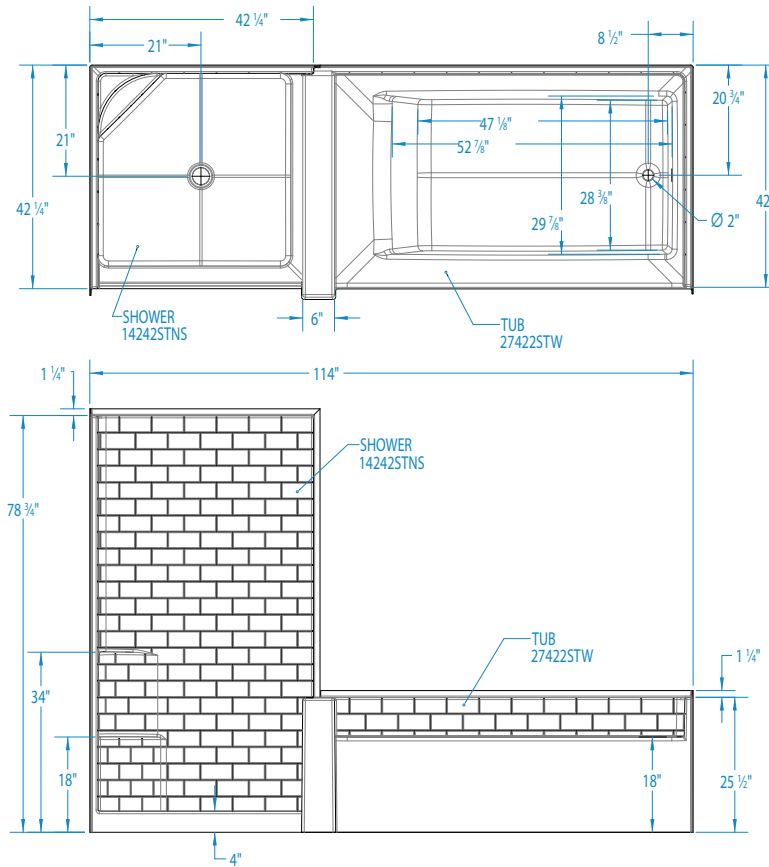 42 ¼"
21"
8 ½"
21"
20 ¾"
47 ⅛"
52 ⅞"
42 ¼"
28 ⅜"
29 ⅞"
42
Ø 2"
SHOWER
14242STNS
6"
TUB
27422STW
1 ¼"
114"
SHOWER
14242STNS
78 ¾"
TUB
27422STW
1 ¼"
34"
18"
18"
25 ½"
4"